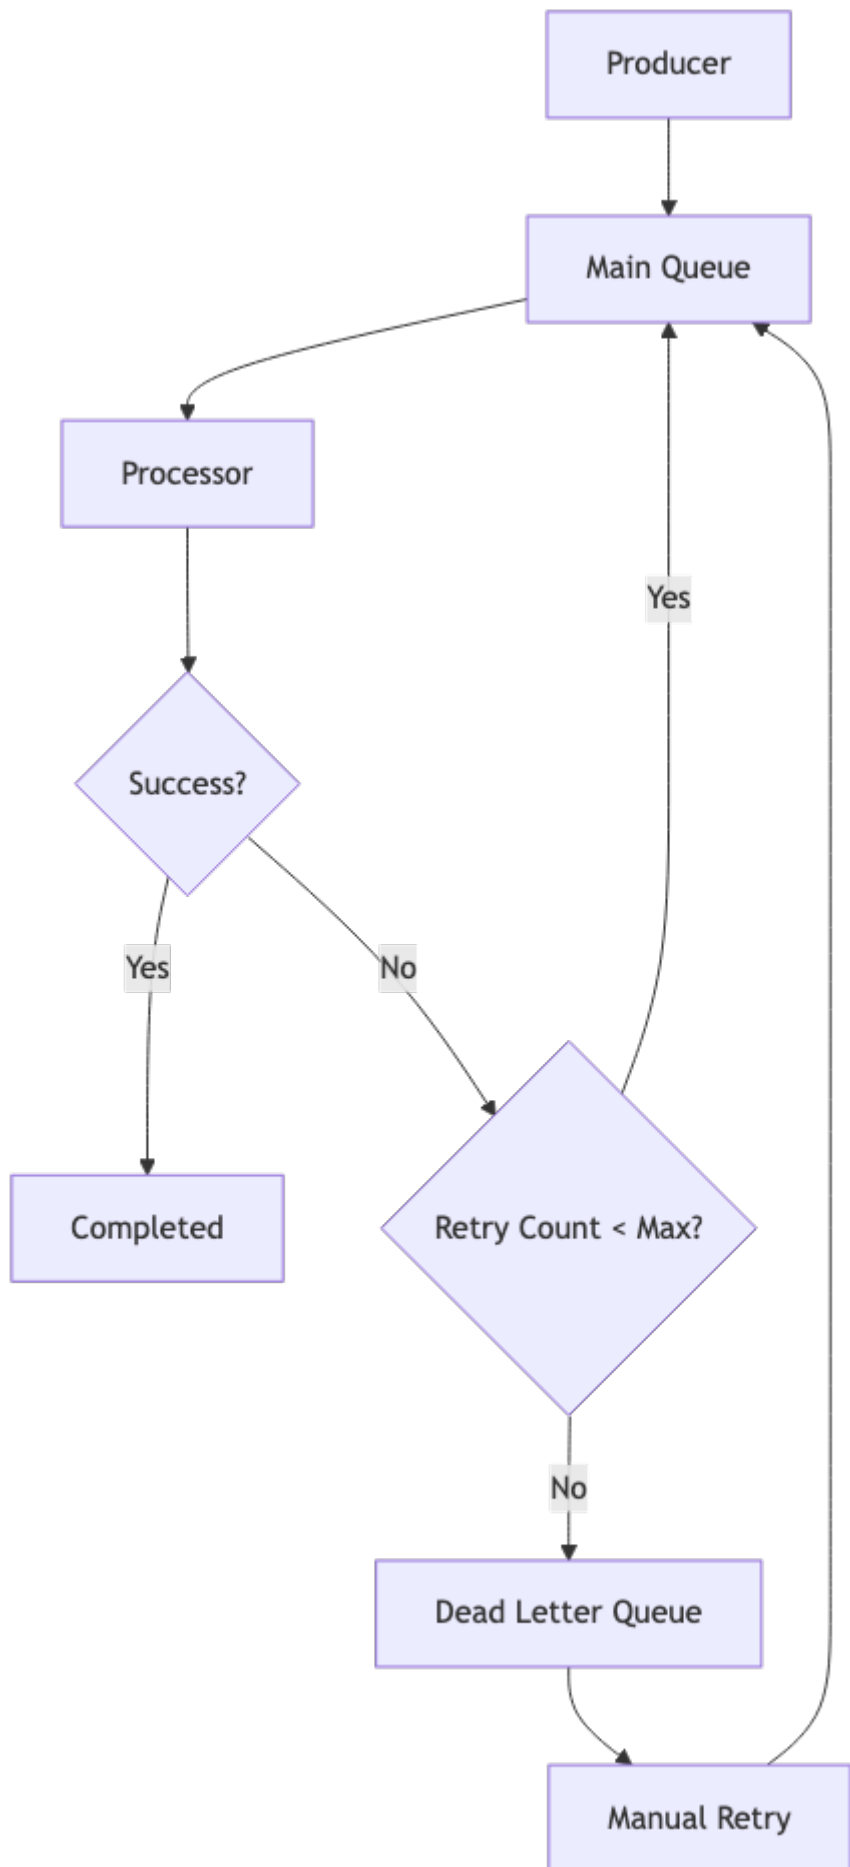 Producer
Main Queue
Processor
Yes
Success?
Yes
No
Completed
Retry Count < Max?
No
Dead Letter Queue
Manual Retry